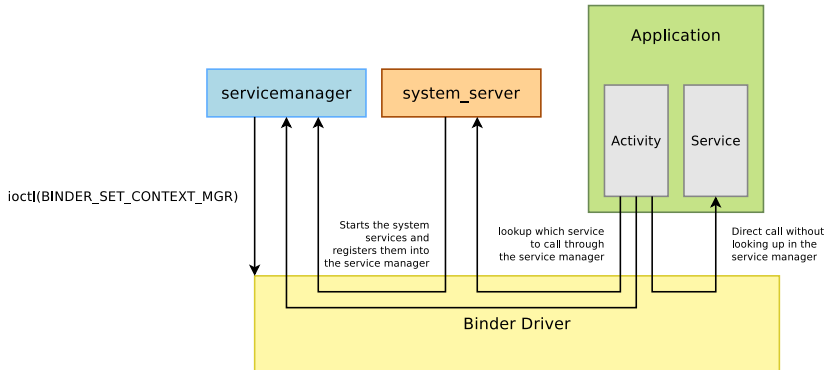 Application
servicemanager
system_server
Activity
Service
ioctl(BINDER_SET_CONTEXT_MGR)
Starts the system
services and
registers them into
the service manager
lookup which service
to call through
the service manager
Direct call without
looking up in the
service manager
Binder Driver